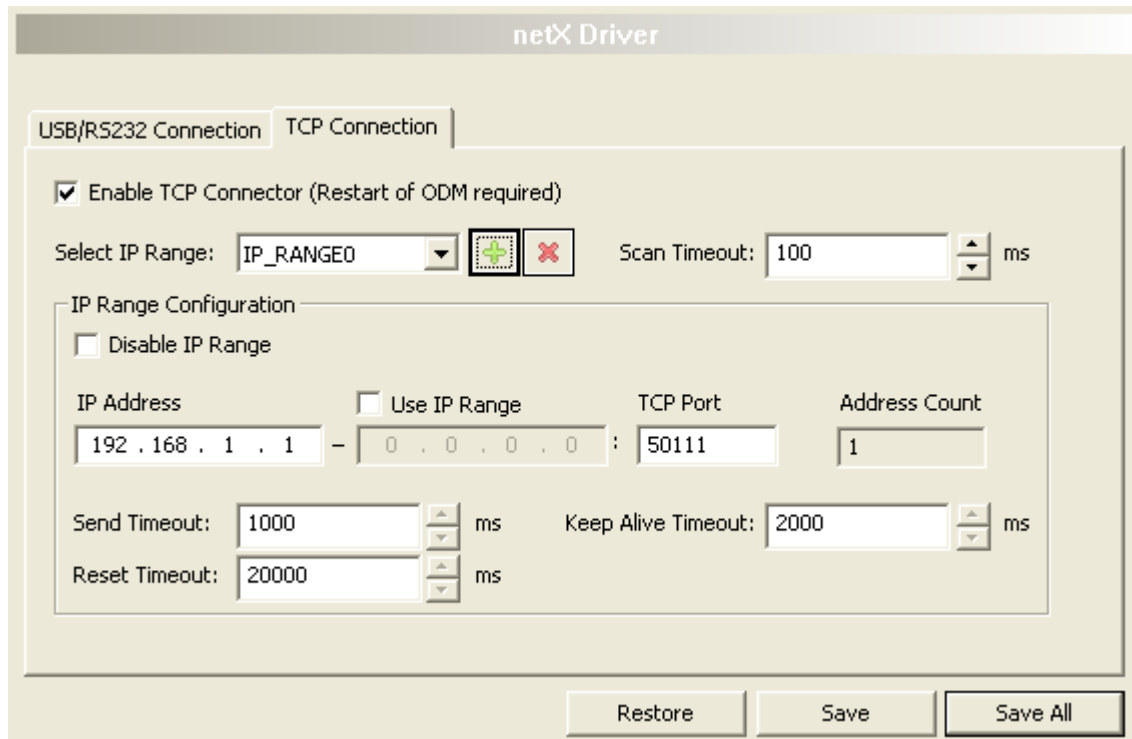 netX Driver
USB/RS232 Connection TCP Connection
Enable TCP Connector (Restart of ODM required)
Select IP Range: IP_RANGE0 Scan Timeout: 100 ms
IP Range Configuration
Disable IP Range
IP Address Use IP Range TCP Port Address Count
192 . 168 . 1 . 1 – 0 . 0 . 0 . 0 : 50111 1
Send Timeout: 1000 ms Keep Alive Timeout: 2000 ms
Reset Timeout: 20000 ms
Restore Save Save All